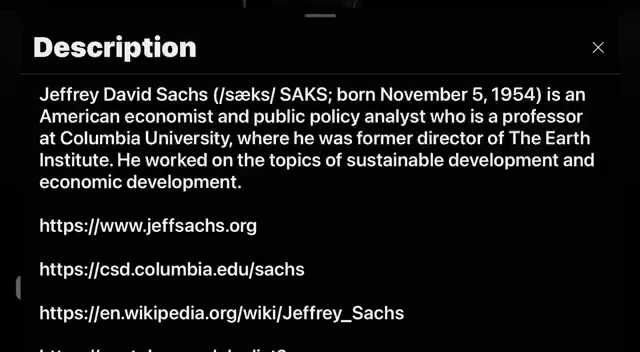 Description
Jeffrey David Sachs (/sæks/ SAKS; born November 5, 1954) is an
American economist and public policy analyst who is a professor
at Columbia University, where he was former director of The Earth
Institute. He worked on the topics of sustainable development and
economic development.
https://www.jeffsachs.org
https://csd.columbia.edu/sachs
https://en.wikipedia.org/wiki/Jeffrey_Sachs